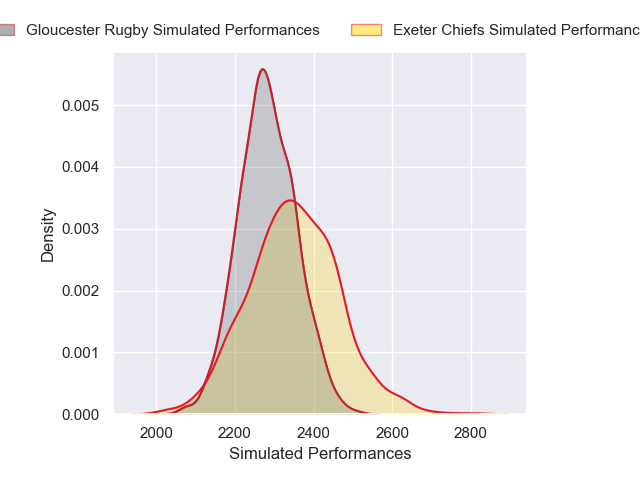 Gloucester Rugby Simulated Performances
Exeter Chiefs Simulated Performanc
0.005
0.004
0.003
0.002
0.001
0.000
Density
2000 2200 2400 2600 2800
Simulated Performances